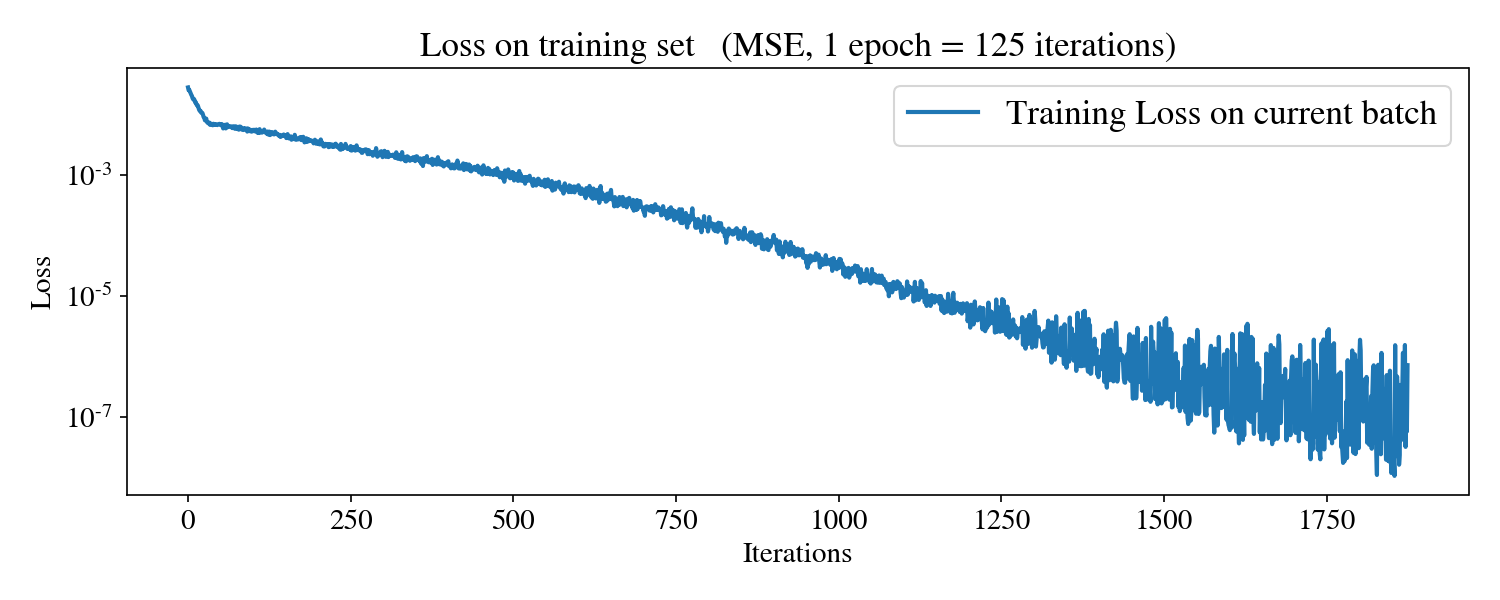 Loss on training set   (MSE, 1 epoch = 125 iterations)
Training Loss on current batch
Loss
10⁻³
10⁻⁵
10⁻⁷
0 250 500 750 1000 1250 1500 1750
Iterations